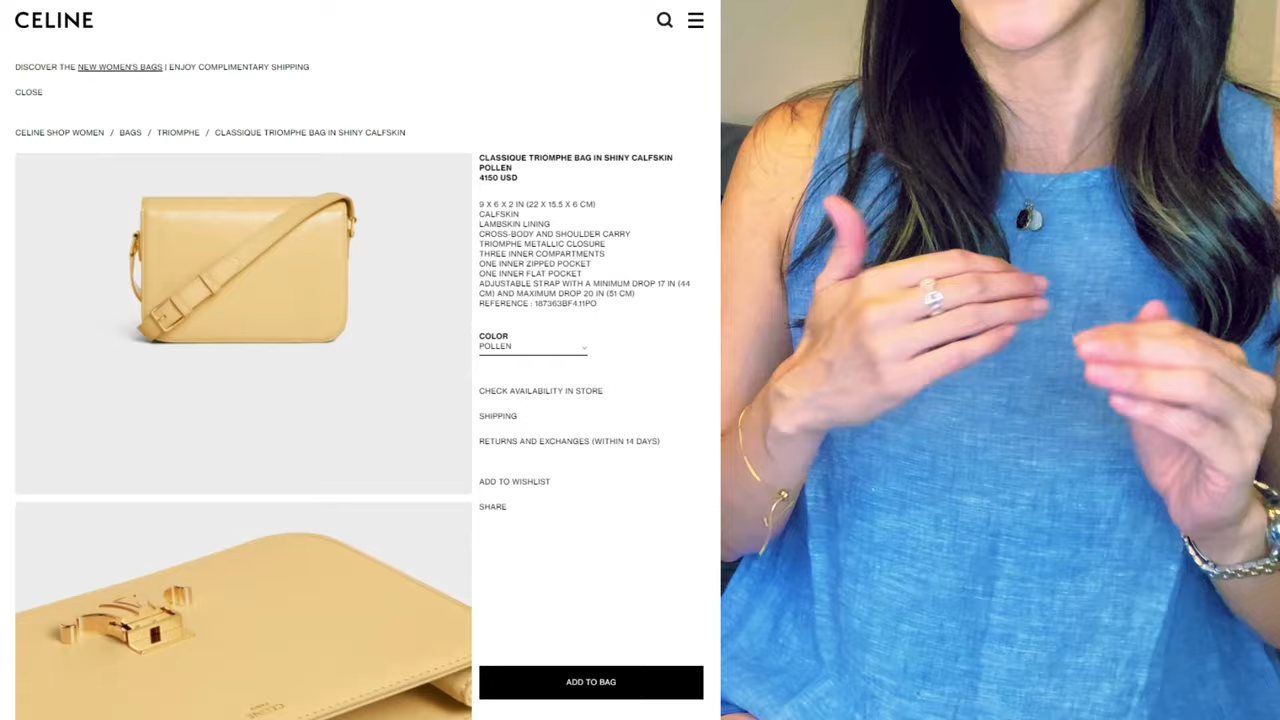 CELINE
DISCOVER THE NEW WOMEN'S BAGS | ENJOY COMPLIMENTARY SHIPPING
CLOSE
CELINE SHOP WOMEN / BAGS / TRIOMPHE / CLASSIQUE TRIOMPHE BAG IN SHINY CALFSKIN
CLASSIQUE TRIOMPHE BAG IN SHINY CALFSKIN
POLLEN
4150 USD
9 X 6 X 2 IN (22 X 15.5 X 6 CM)
CALFSKIN
LAMBSKIN LINING
CROSS-BODY AND SHOULDER CARRY
TRIOMPHE METALLIC CLOSURE
THREE INNER COMPARTMENTS
ONE INNER ZIPPED POCKET
ONE INNER FLAT POCKET
ADJUSTABLE STRAP WITH A MINIMUM DROP 17 IN (44
CM) AND MAXIMUM DROP 20 IN (51 CM)
REFERENCE : 187363BF4.11PO
COLOR
POLLEN
CHECK AVAILABILITY IN STORE
SHIPPING
RETURNS AND EXCHANGES (WITHIN 14 DAYS)
ADD TO WISHLIST
SHARE
ADD TO BAG
CELINE